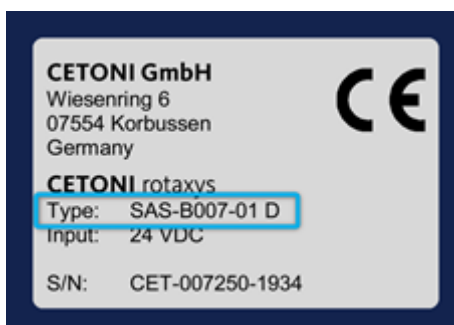 CETONI GmbH
Wiesenring 6
07554 Korbussen
Germany
CE
CETONI rotaxys
Type: SAS-B007-01 D
Input: 24 VDC
S/N: CET-007250-1934